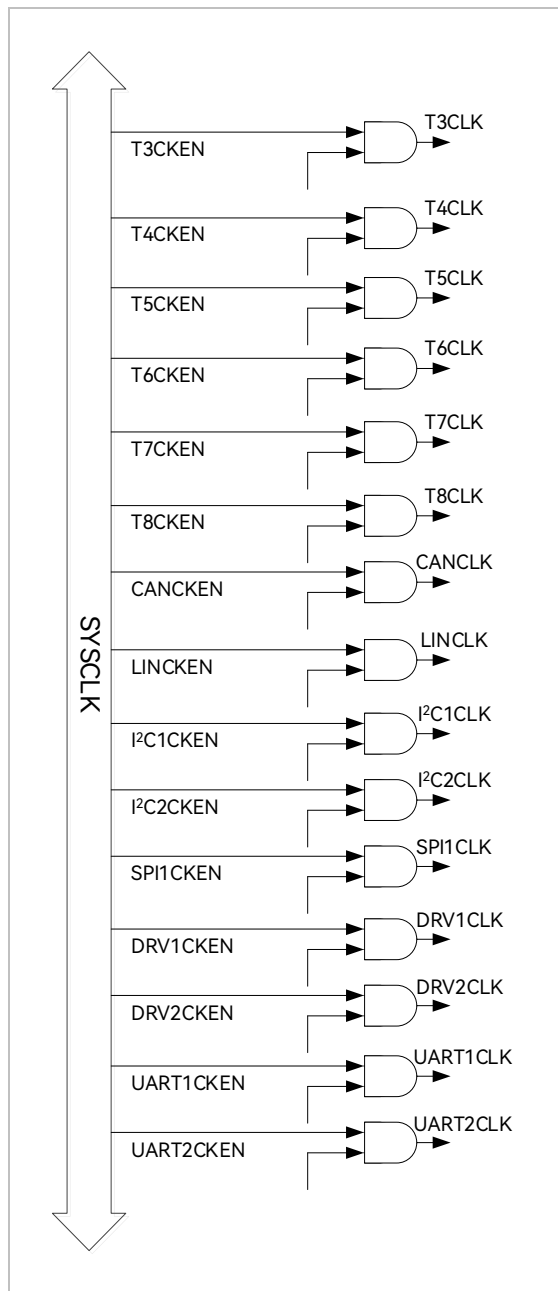 T3CLK
T3CKEN
T4CLK
T4CKEN
T5CLK
T5CKEN
T6CLK
T6CKEN
T7CLK
T7CKEN
T8CLK
T8CKEN
CANCLK
CANCKEN
SYSCLK
LINCLK
LINCKEN
I²C1CLK
I²C1CKEN
I²C2CLK
I²C2CKEN
SPI1CLK
SPI1CKEN
DRV1CLK
DRV1CKEN
DRV2CLK
DRV2CKEN
UART1CLK
UART1CKEN
UART2CLK
UART2CKEN